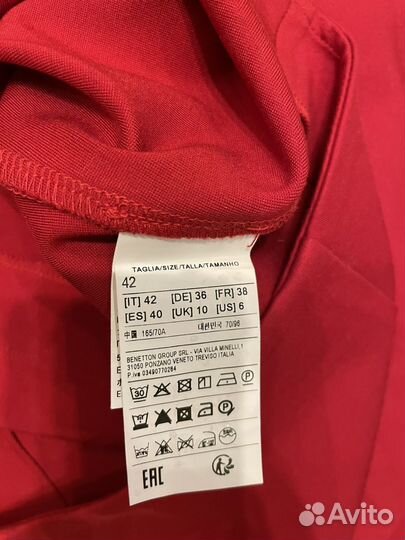 TAGLIA/SIZE/TALLA/TAMANHO
42
[IT] 42 [DE] 36 [FR] 38
[ES] 40 [UK] 10 [US] 6
中国 165/70A 대한민국 70/96
BENETTON GROUP SRL - VIA VILLA MINELLI,1
31050 PONZANO VENETO TREVISO ITALIA
P.iva 03490770264
30
P
EAC
Avito